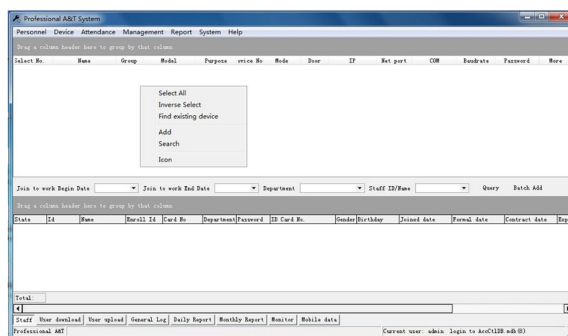 Professional A&T System
Personnel Device Attendance Management Report System Help
Drag a column header here to group by that column
Select No. Name Group Model Purpose evice No Mode Door IP Net port COM Baudrate Password More
Select All
Inverse Select
Find existing device
Add
Search
Icon
Join to work Begin Date Join to work End Date Department Staff ID/Name Query Batch Add
Drag a column header here to group by that column
State Id Name Enroll Id Card No Department Password ID Card No. Gender Birthday Joined date Formal date Contract date Exp
Total:
Staff User download User upload General Log Daily Report Monthly Report Monitor Mobile data
Professional A&T Current user: admin login to AccCtlDB.mdb(8)